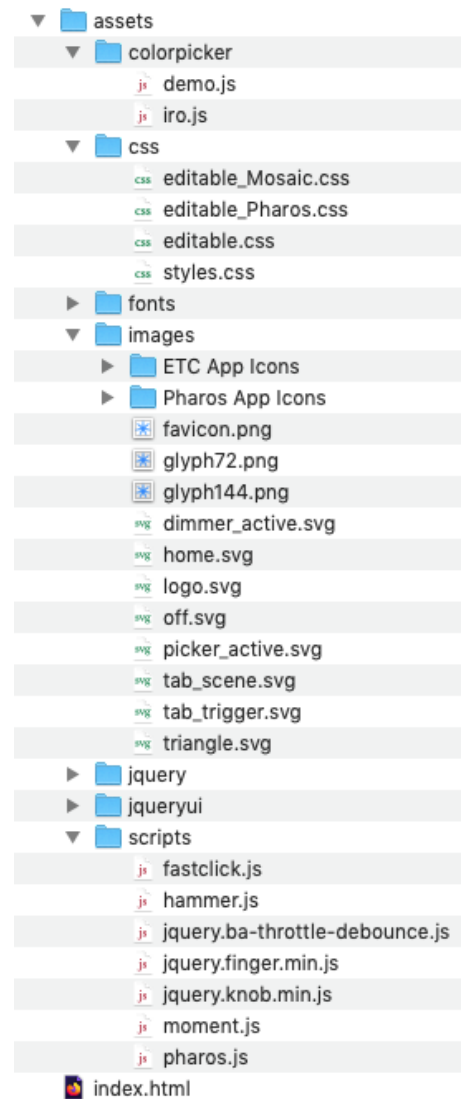 assets
colorpicker
demo.js
iro.js
css
editable_Mosaic.css
editable_Pharos.css
editable.css
styles.css
fonts
images
ETC App Icons
Pharos App Icons
favicon.png
glyph72.png
glyph144.png
dimmer_active.svg
home.svg
logo.svg
off.svg
picker_active.svg
tab_scene.svg
tab_trigger.svg
triangle.svg
jquery
jqueryui
scripts
fastclick.js
hammer.js
jquery.ba-throttle-debounce.js
jquery.finger.min.js
jquery.knob.min.js
moment.js
pharos.js
index.html